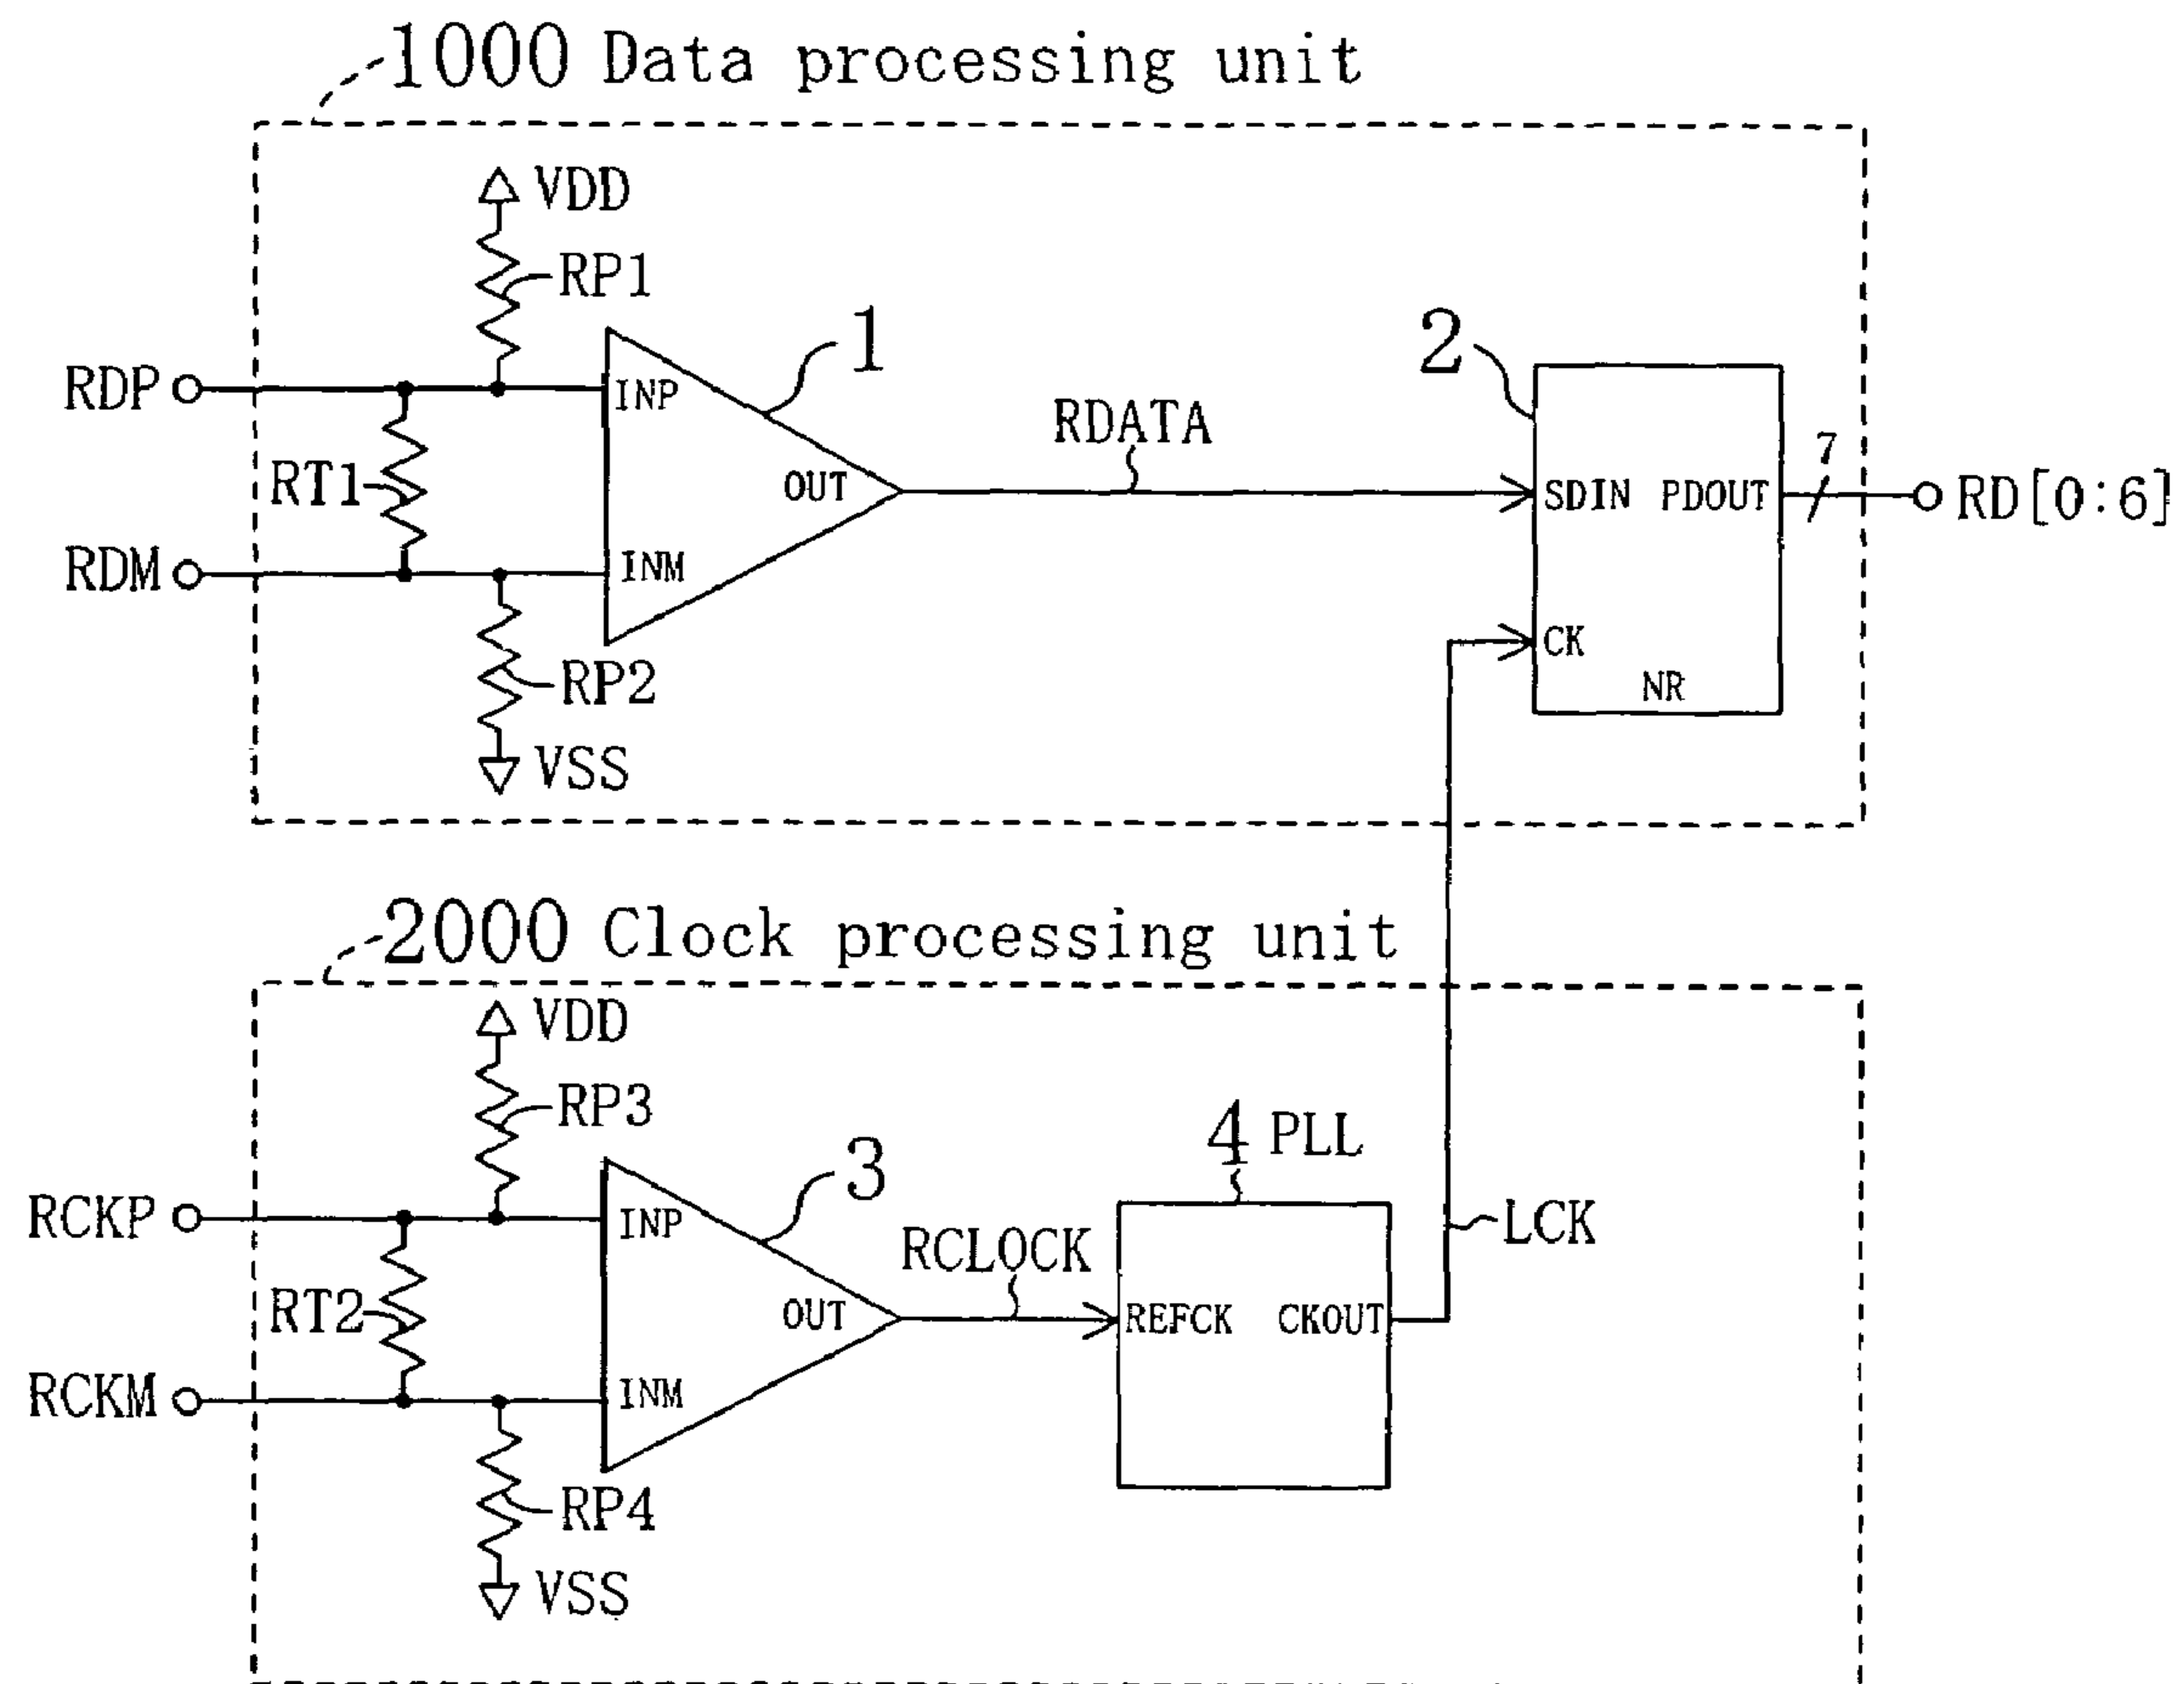 1000 Data processing unit
VDD
RP1
1
2
RDP
INP
RDATA
7
RT1
OUT
SDIN PDOUT
RD[0:6]
RDM
INM
CK
RP2
NR
VSS
2000 Clock processing unit
VDD
RP3
4 PLL
3
RCKP
INP
RCLOCK
LCK
RT2
OUT
REFCK CKOUT
RCKM
INM
RP4
VSS